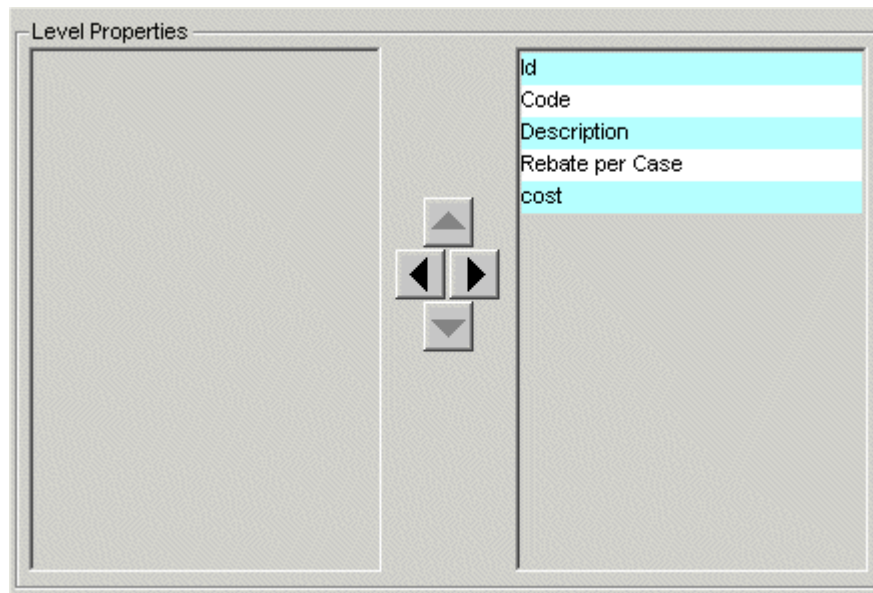 Level Properties
Id
Code
Description
Rebate per Case
cost